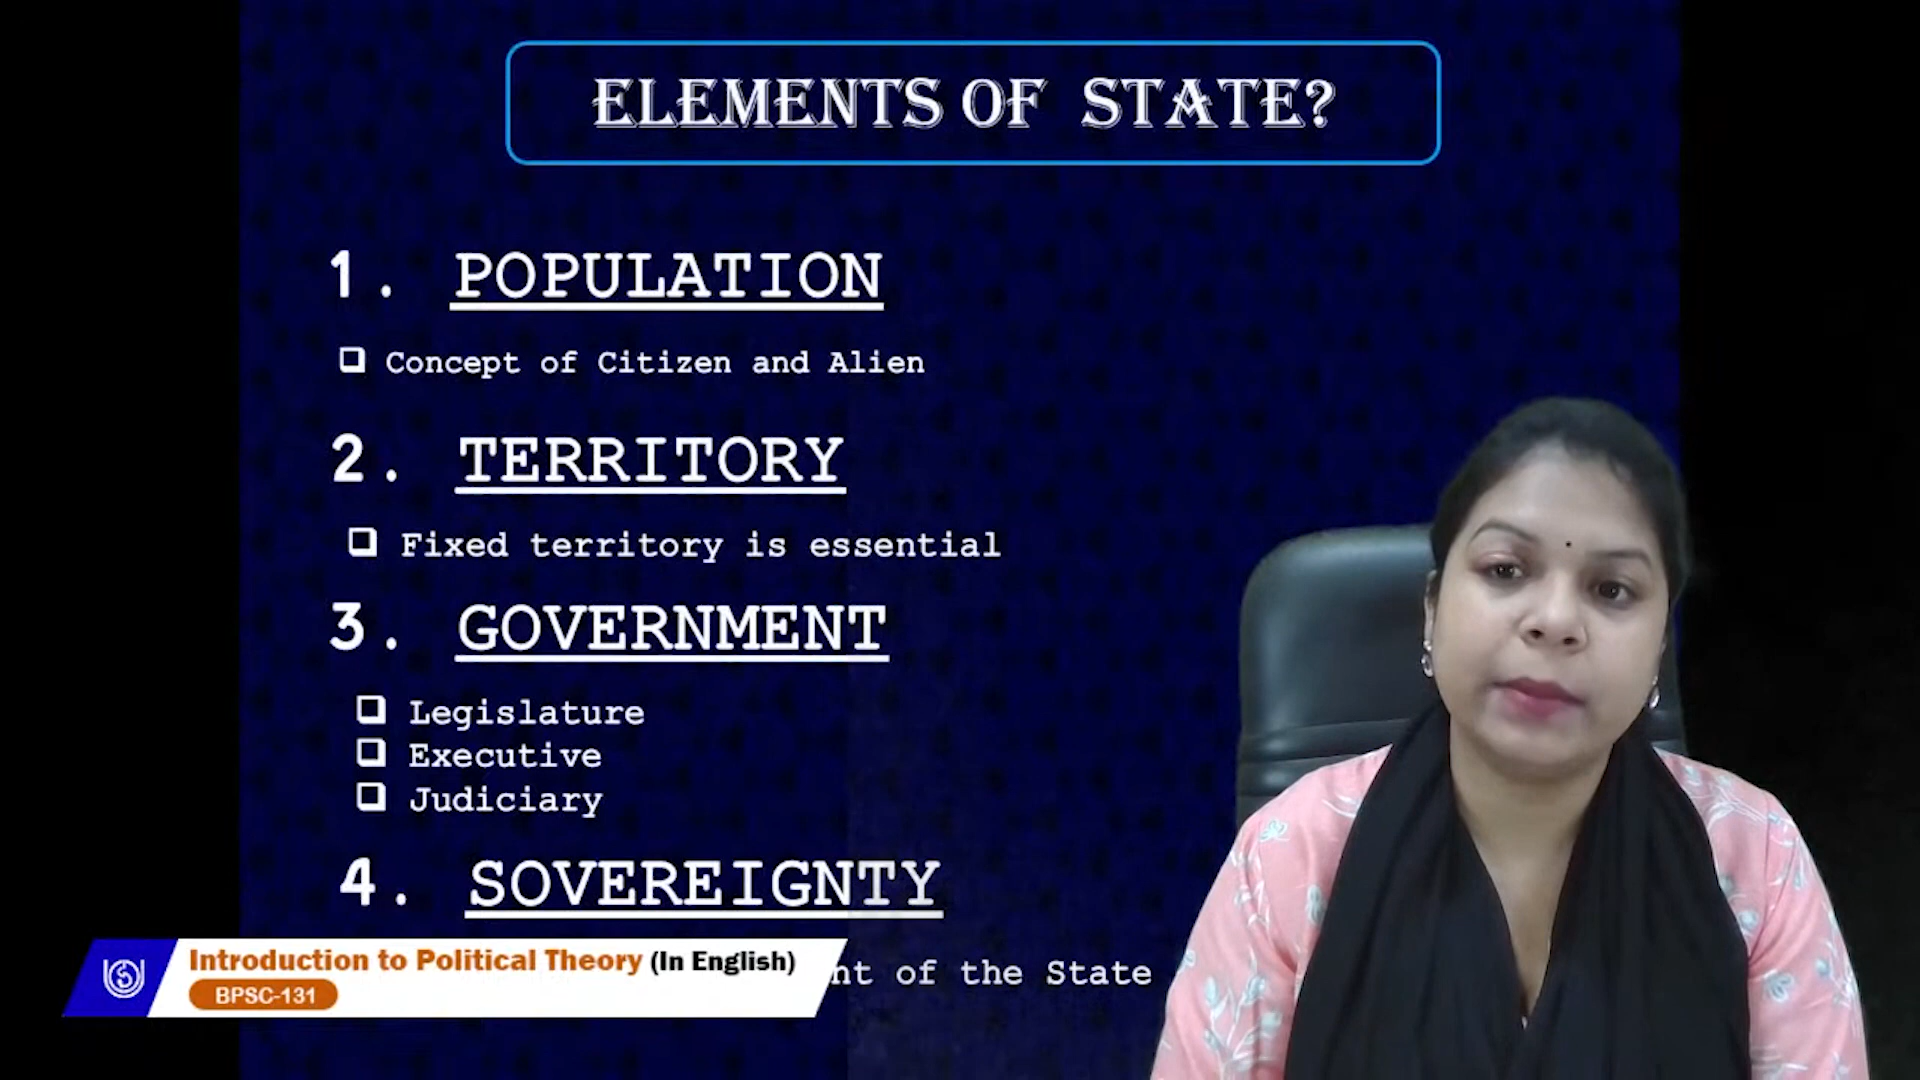 ELEMENTS OF STATE?
1. POPULATION
❑ Concept of Citizen and Alien
2. TERRITORY
❑ Fixed territory is essential
3. GOVERNMENT
❑ Legislature
❑ Executive
❑ Judiciary
4. SOVEREIGNTY
of the State
Introduction to Political Theory (In English)
BPSC-131